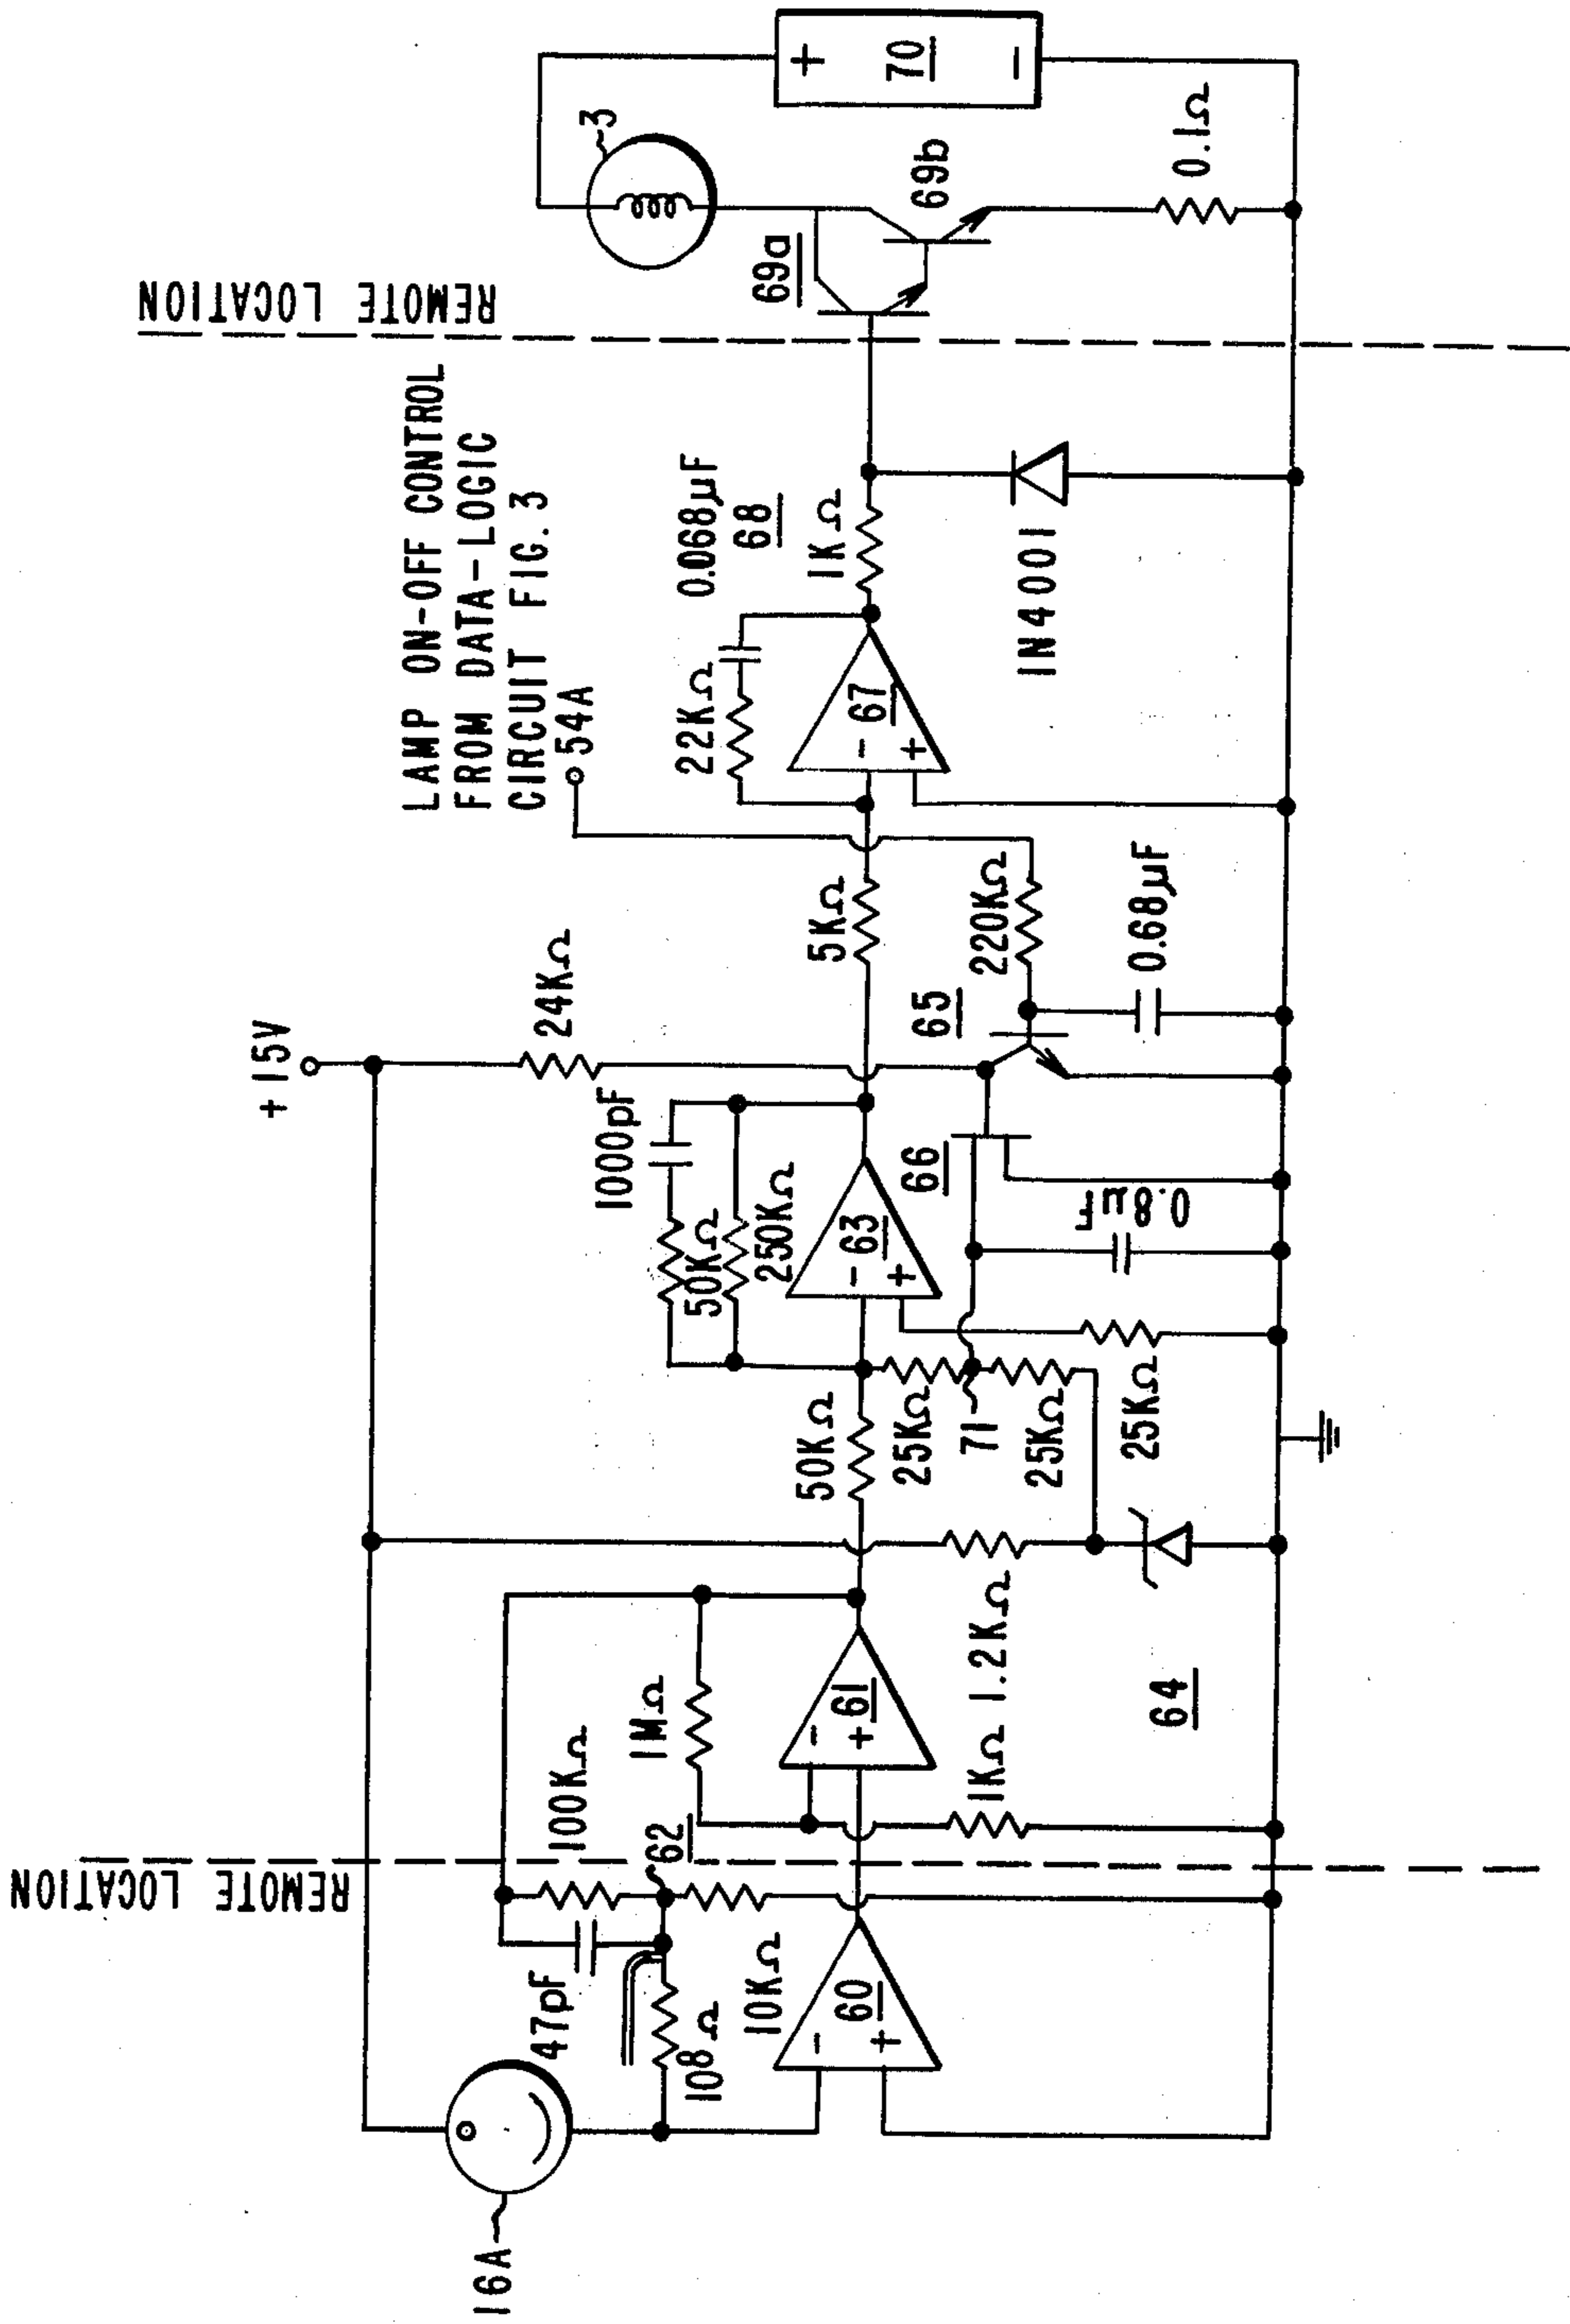 REMOTE LOCATION
REMOTE LOCATION
LAMP ON-OFF CONTROL
FROM DATA-LOGIC
CIRCUIT FIG. 3
54A
+15V
16A
47pF
100KΩ
62
10⁸Ω
10KΩ
1MΩ
- 60 +
- 61 +
1KΩ
1.2KΩ
64
50KΩ
25KΩ
71
25KΩ
25KΩ
1000pF
50KΩ
250KΩ
- 63 +
66
0.8µF
24KΩ
65
5KΩ
220KΩ
0.68µF
22KΩ
0.068µF
68
- 67 +
1KΩ
IN4001
69a
69b
3
+ 70 -
0.1Ω